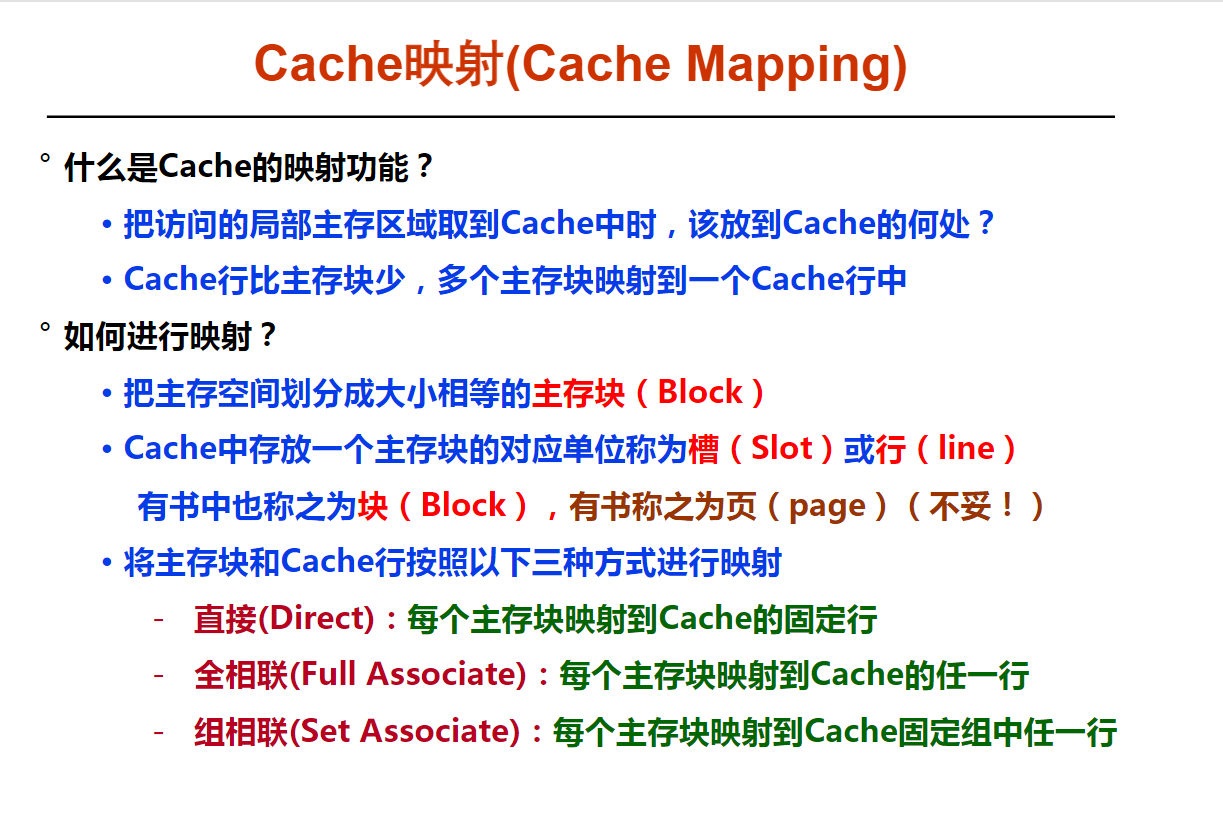 Cache映射(Cache Mapping)
° 什么是Cache的映射功能？
• 把访问的局部主存区域取到Cache中时，该放到Cache的何处？
• Cache行比主存块少，多个主存块映射到一个Cache行中
° 如何进行映射？
• 把主存空间划分成大小相等的主存块（Block）
• Cache中存放一个主存块的对应单位称为槽（Slot）或行（line）
有书中也称之为块（Block），有书称之为页（page）（不妥！）
• 将主存块和Cache行按照以下三种方式进行映射
- 直接(Direct)：每个主存块映射到Cache的固定行
- 全相联(Full Associate)：每个主存块映射到Cache的任一行
- 组相联(Set Associate)：每个主存块映射到Cache固定组中任一行